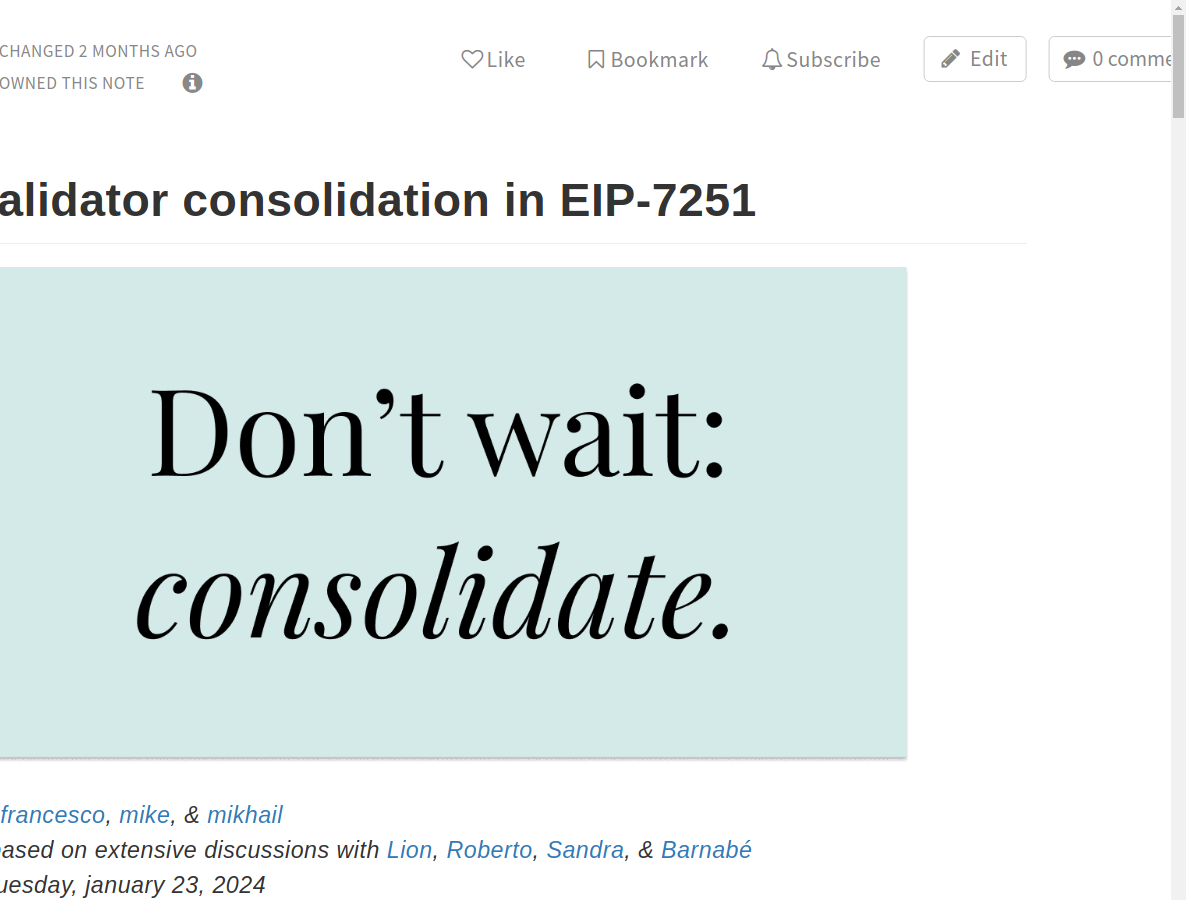 CHANGED 2 MONTHS AGO
Like Bookmark Subscribe Edit 0 comme
OWNED THIS NOTE
alidator consolidation in EIP-7251
Don’t wait:
consolidate.
francesco, mike, & mikhail
ased on extensive discussions with Lion, Roberto, Sandra, & Barnabé
uesday, january 23, 2024